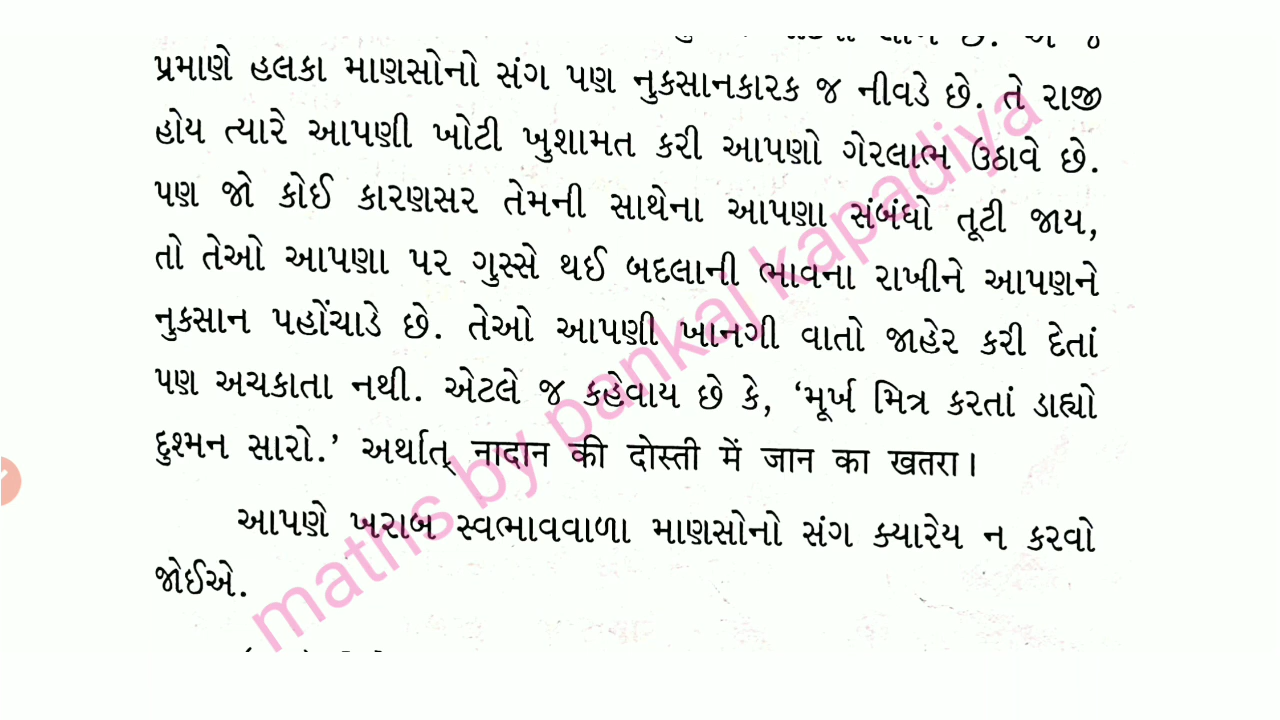 પ્રમાણે હલકા માણસોનો સંગ પણ નુકસાનકારક જ નીવડે છે. તે રાજી
હોય ત્યારે આપણી ખોટી ખુશામત કરી આપણો ગેરલાભ ઉઠાવે છે.
પણ જો કોઈ કારણસર તેમની સાથેના આપણા સંબંધો તૂટી જાય,
તો તેઓ આપણા પર ગુસ્સે થઈ બદલાની ભાવના રાખીને આપણને
નુકસાન પહોંચાડે છે. તેઓ આપણી ખાનગી વાતો જાહેર કરી દેતાં
પણ અચકાતા નથી. એટલે જ કહેવાય છે કે, ‘મૂર્ખ મિત્ર કરતાં ડાહ્યો
દુશ્મન સારો.’ અર્થાત્ नादान की दोस्ती में जान का खतरा।
આપણે ખરાબ સ્વભાવવાળા માણસોનો સંગ ક્યારેય ન કરવો
જોઈએ.
maths by pankaj kapadiya